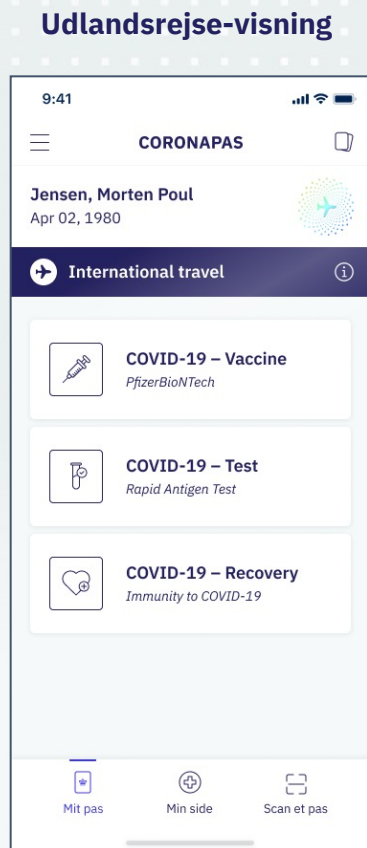 Udlandsrejse-visning
9:41
CORONAPAS
Jensen, Morten Poul
Apr 02, 1980
International travel
COVID-19 – Vaccine
PfizerBioNTech
COVID-19 – Test
Rapid Antigen Test
COVID-19 – Recovery
Immunity to COVID-19
Mit pas Min side Scan et pas